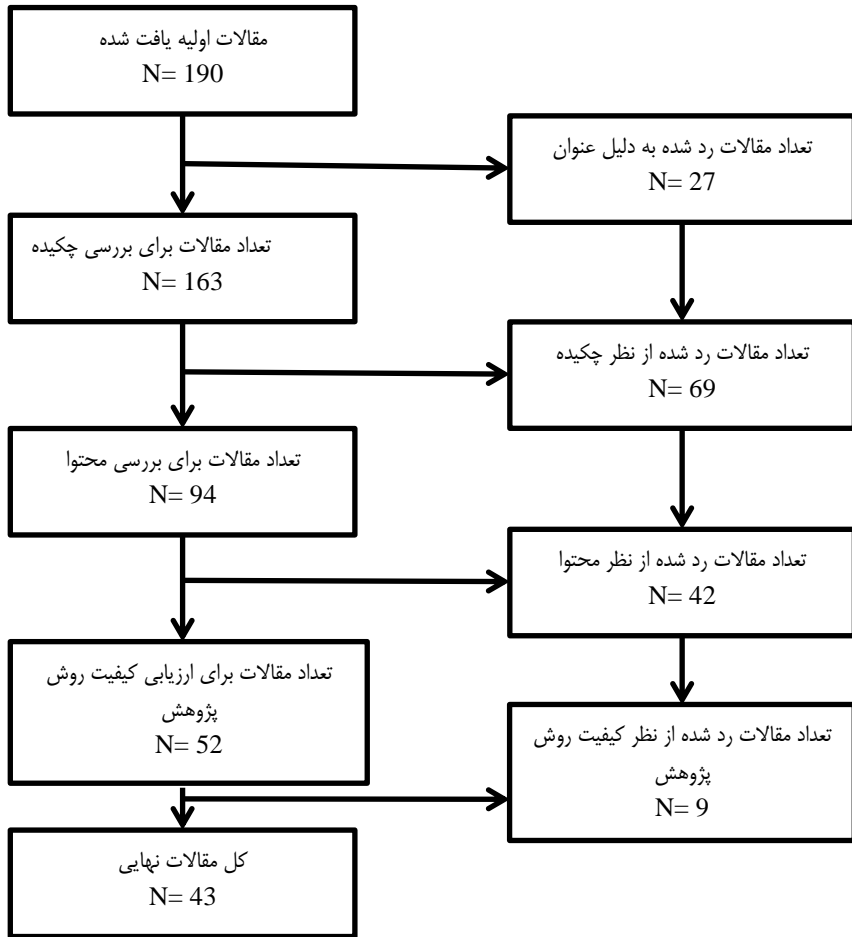 مقالات اولیه یافت شده
N= 190
تعداد مقالات رد شده به دلیل عنوان
N= 27
تعداد مقالات برای بررسی چکیده
N= 163
تعداد مقالات رد شده از نظر چکیده
N= 69
تعداد مقالات برای بررسی محتوا
N= 94
تعداد مقالات رد شده از نظر محتوا
N= 42
تعداد مقالات برای ارزیابی کیفیت روش
پژوهش
N= 52
تعداد مقالات رد شده از نظر کیفیت روش
پژوهش
N= 9
کل مقالات نهایی
N= 43